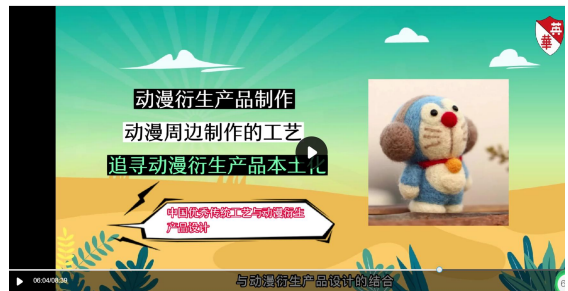 苒
華
动漫衍生产品制作
动漫周边制作的工艺
追寻动漫衍生产品本土化
中国优秀传统工艺与动漫衍生
产品设计
与动漫衍生产品设计的结合
06:04/08:39